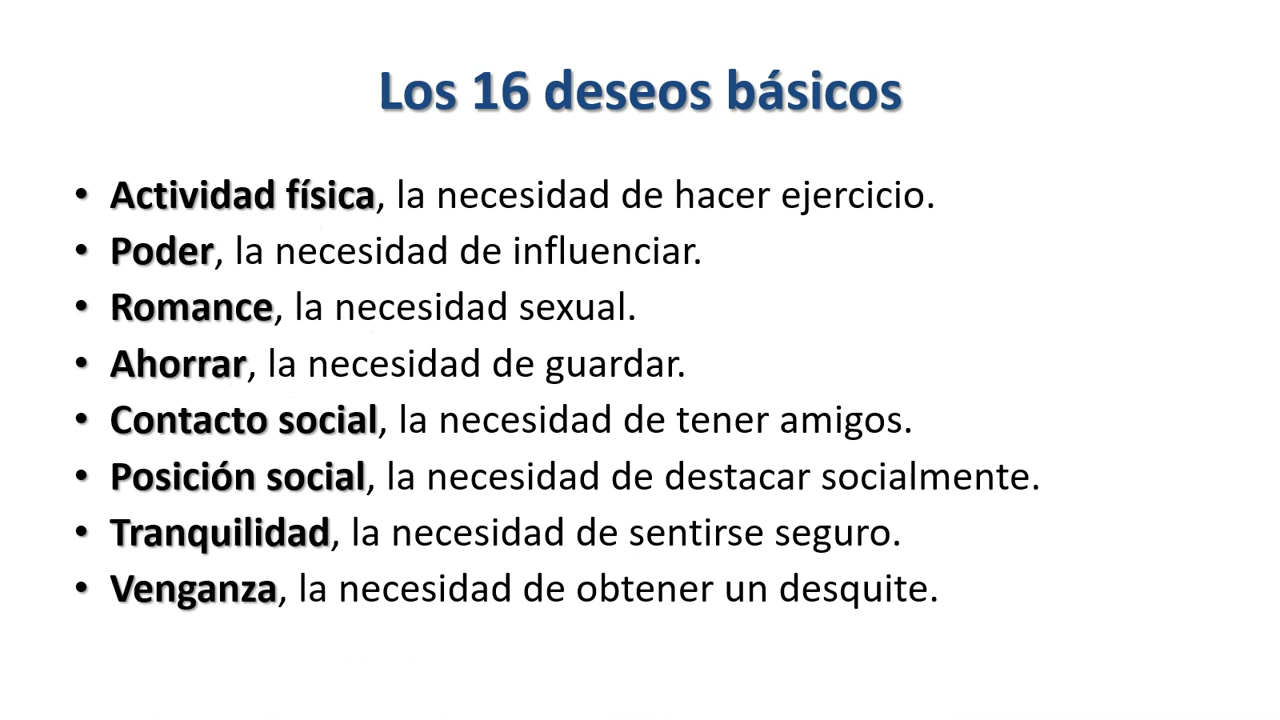 Los 16 deseos básicos
• Actividad física, la necesidad de hacer ejercicio.
• Poder, la necesidad de influenciar.
• Romance, la necesidad sexual.
• Ahorrar, la necesidad de guardar.
• Contacto social, la necesidad de tener amigos.
• Posición social, la necesidad de destacar socialmente.
• Tranquilidad, la necesidad de sentirse seguro.
• Venganza, la necesidad de obtener un desquite.